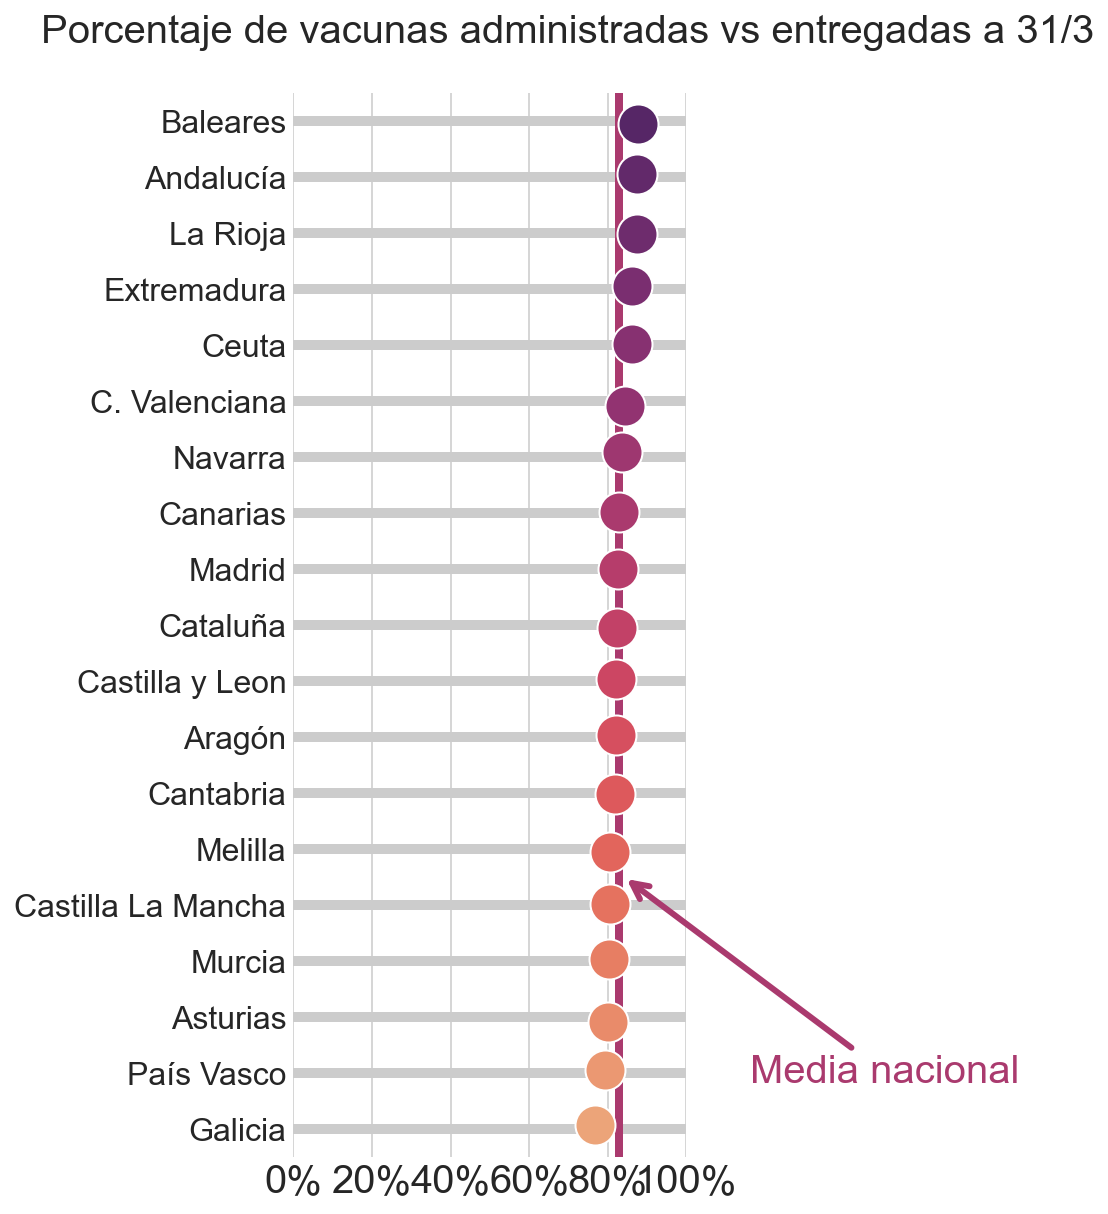 Porcentaje de vacunas administradas vs entregadas a 31/3
Baleares
Andalucía
La Rioja
Extremadura
Ceuta
C. Valenciana
Navarra
Canarias
Madrid
Cataluña
Castilla y Leon
Aragón
Cantabria
Melilla
Castilla La Mancha
Murcia
Asturias
País Vasco
Galicia
Media nacional
0% 20% 40% 60% 80% 100%